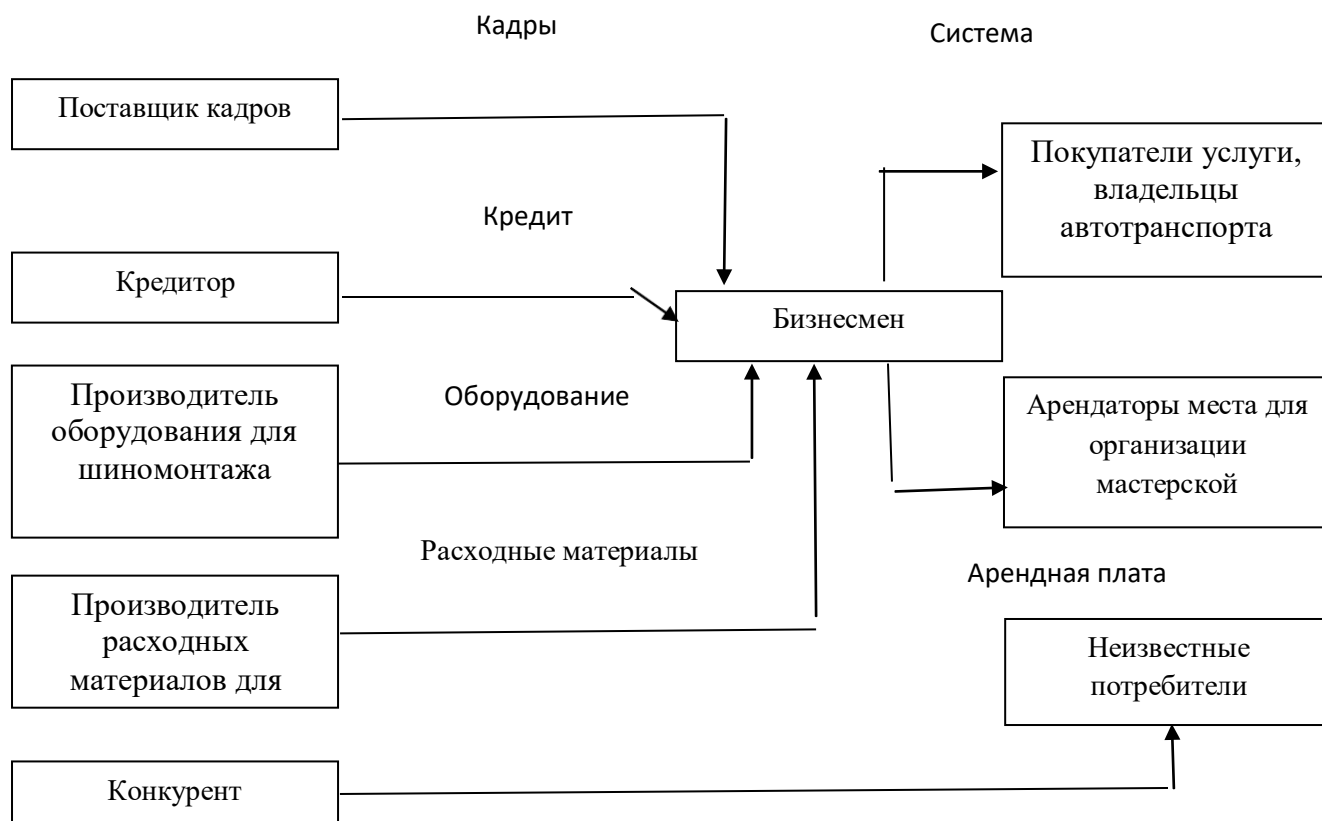 Кадры
Система
Поставщик кадров
Покупатели услуги,
владельцы
автотранспорта
Кредит
Кредитор
Бизнесмен
Производитель
оборудования для
шиномонтажа
Оборудование
Арендаторы места для
организации
мастерской
Расходные материалы
Арендная плата
Производитель
расходных
материалов для
Неизвестные
потребители
Конкурент